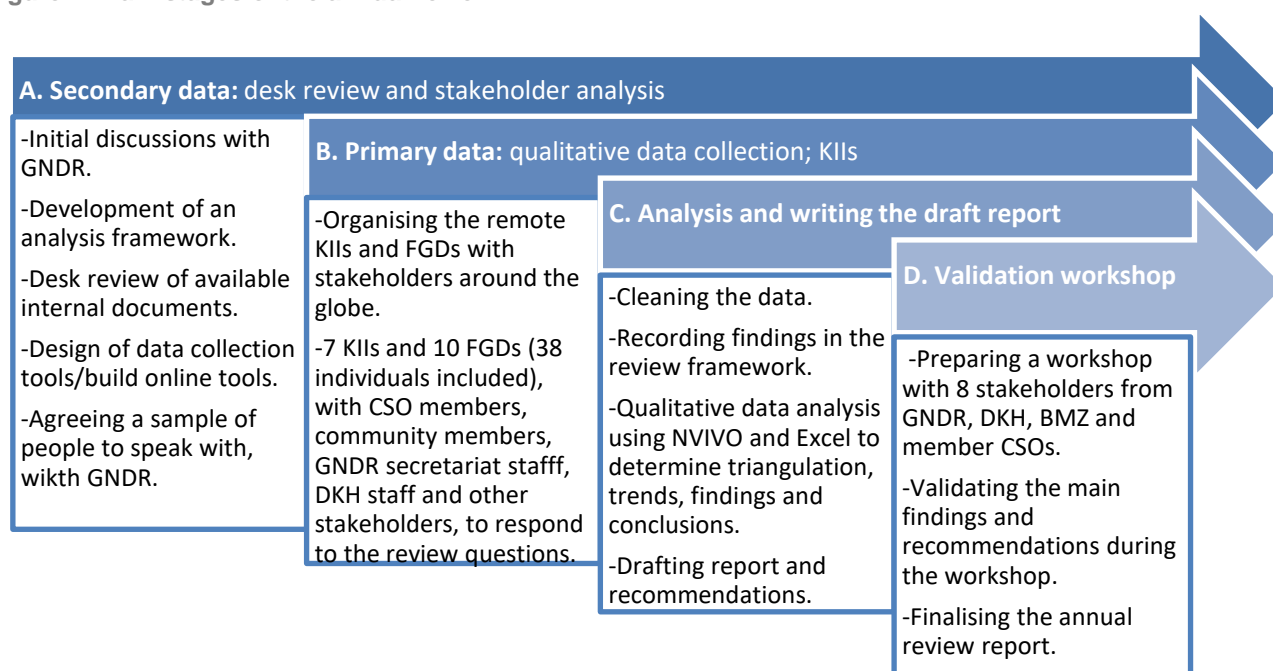 A. Secondary data: desk review and stakeholder analysis
-Initial discussions with
GNDR.
-Development of an
analysis framework.
-Desk review of available
internal documents.
-Design of data collection
tools/build online tools.
-Agreeing a sample of
people to speak with,
wikth GNDR.
B. Primary data: qualitative data collection; KIIs
-Organising the remote
KIIs and FGDs with
stakeholders around the
globe.
-7 KIIs and 10 FGDs (38
individuals included),
with CSO members,
community members,
GNDR secretariat stafff,
DKH staff and other
stakeholders, to respond
to the review questions.
C. Analysis and writing the draft report
-Cleaning the data.
-Recording findings in the
review framework.
-Qualitative data analysis
using NVIVO and Excel to
determine triangulation,
trends, findings and
conclusions.
-Drafting report and
recommendations.
D. Validation workshop
-Preparing a workshop
with 8 stakeholders from
GNDR, DKH, BMZ and
member CSOs.
-Validating the main
findings and
recommendations during
the workshop.
-Finalising the annual
review report.